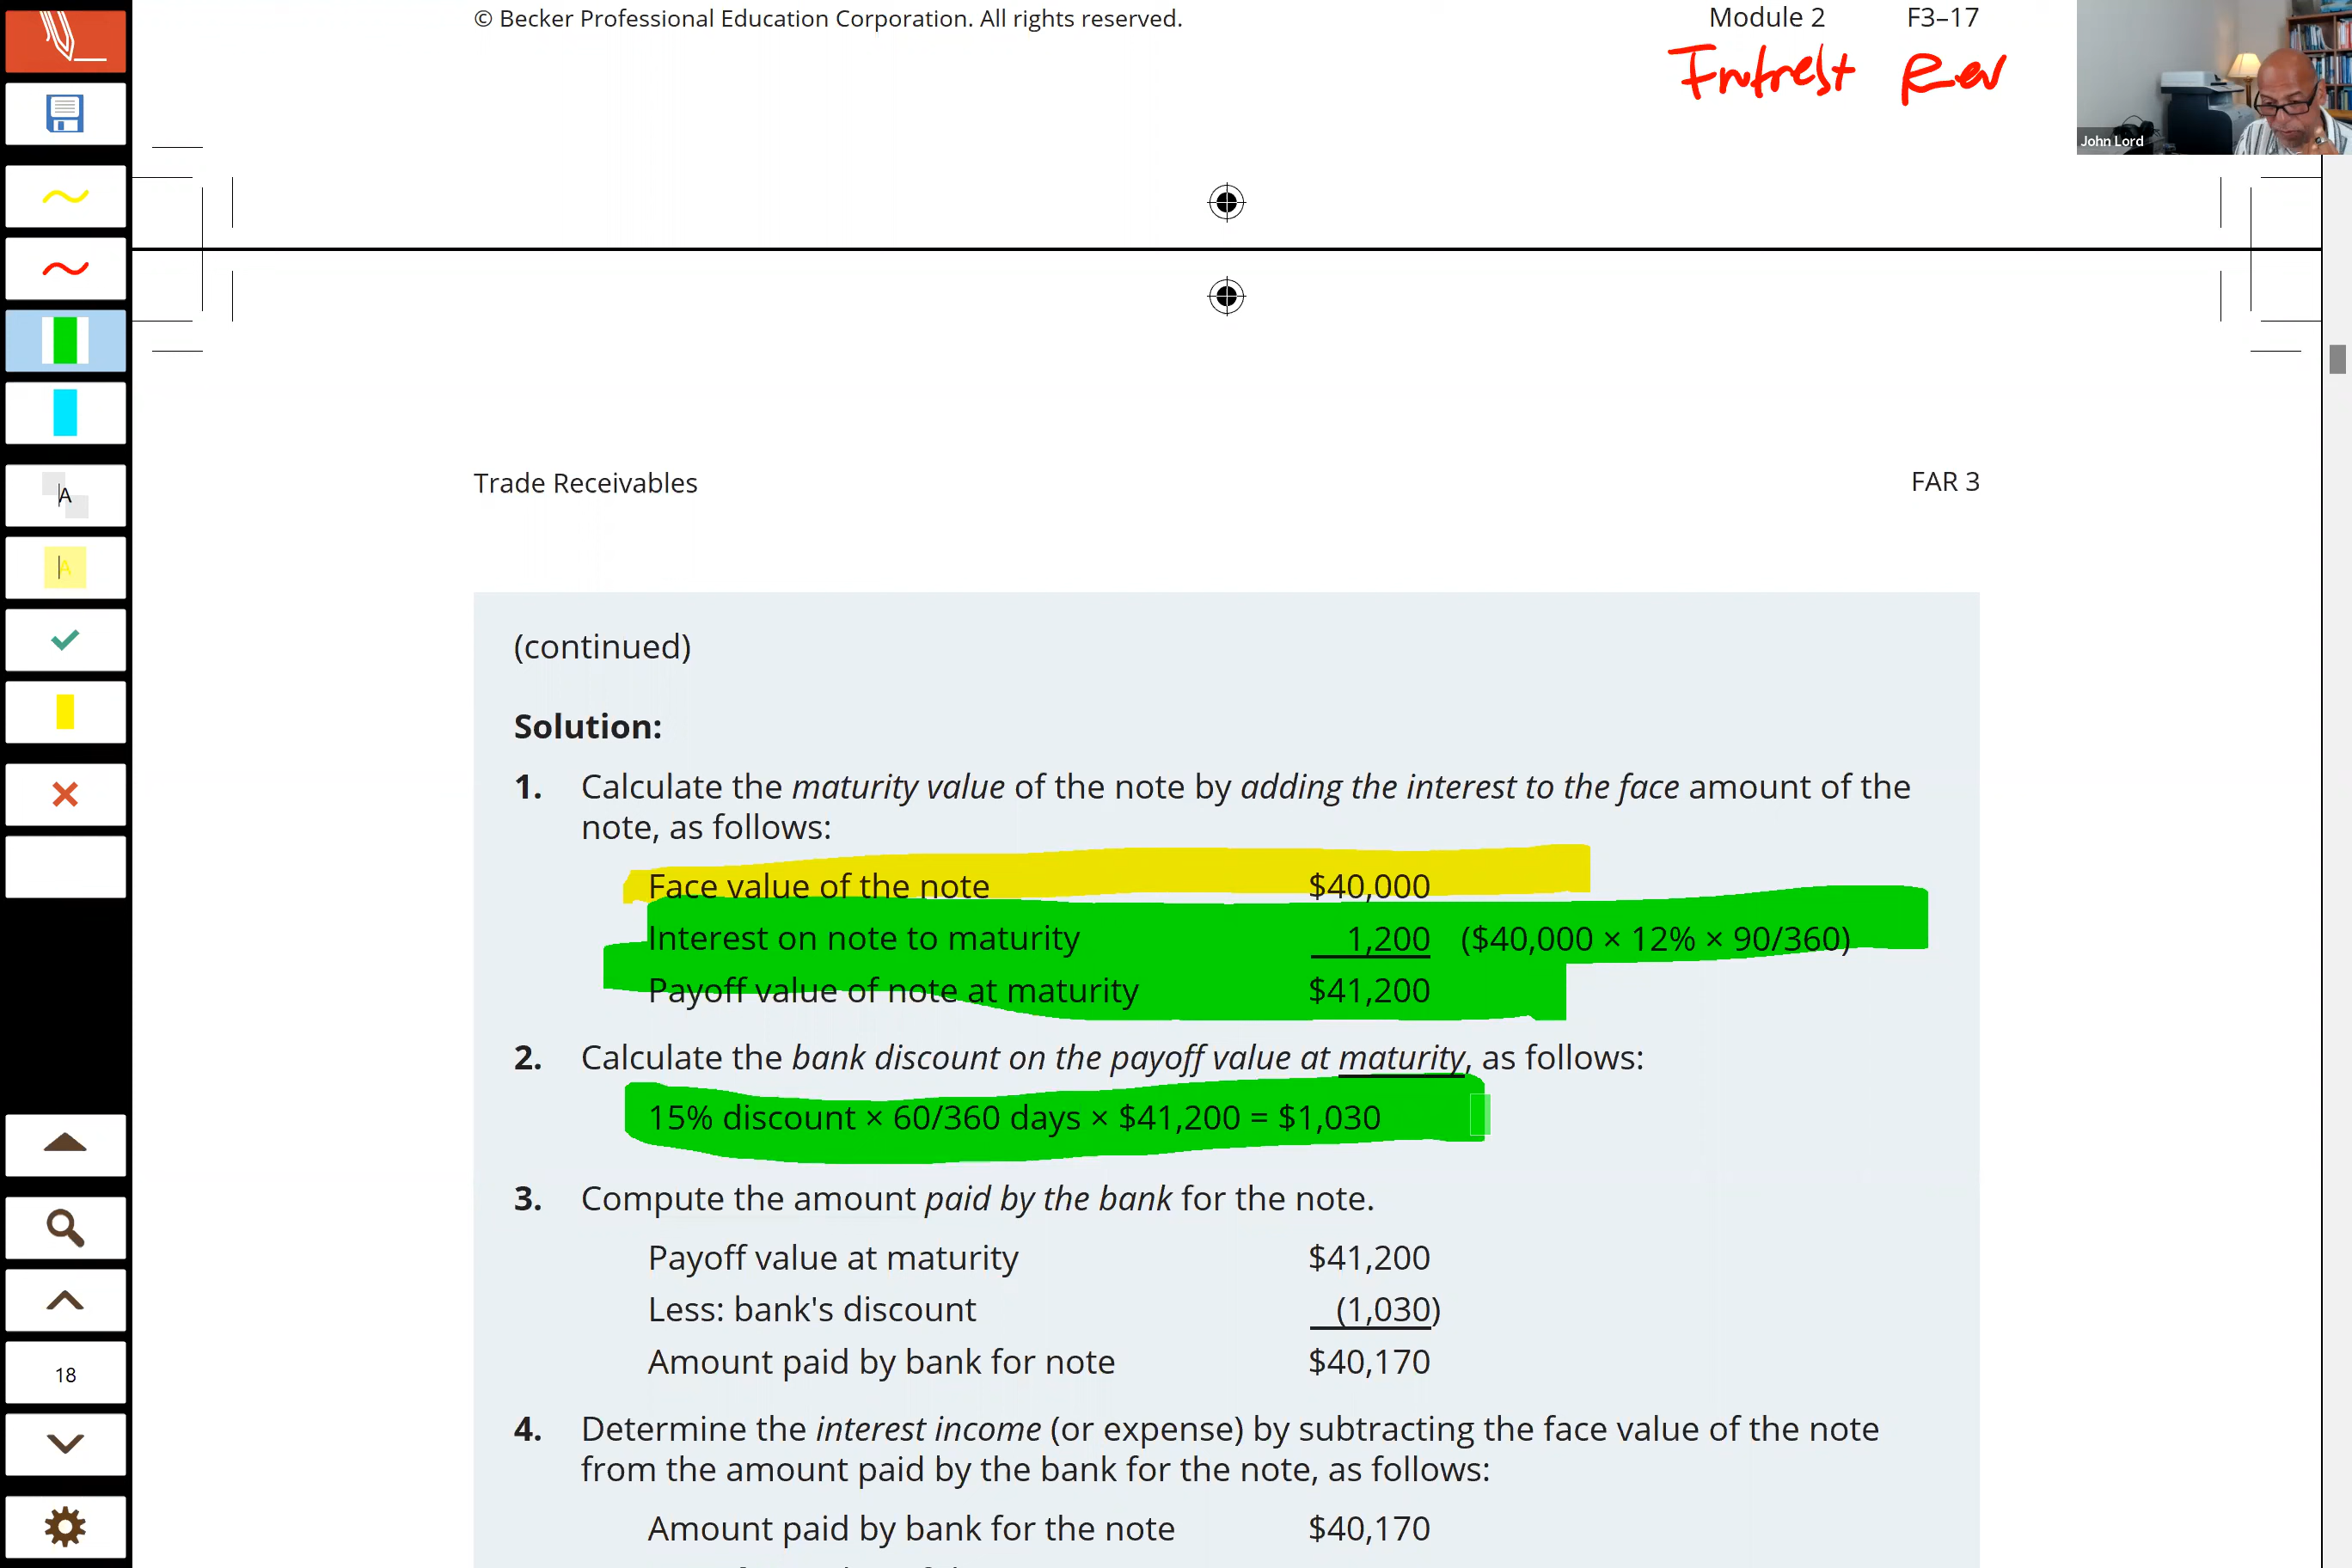 © Becker Professional Education Corporation. All rights reserved.
Module 2 F3–17
Intrest Rev
John Lord
Trade Receivables FAR 3
(continued)
Solution:
1. Calculate the maturity value of the note by adding the interest to the face amount of the
note, as follows:
Face value of the note $40,000
Interest on note to maturity 1,200 ($40,000 × 12% × 90/360)
Payoff value of note at maturity $41,200
2. Calculate the bank discount on the payoff value at maturity, as follows:
15% discount × 60/360 days × $41,200 = $1,030
3. Compute the amount paid by the bank for the note.
Payoff value at maturity $41,200
Less: bank's discount (1,030)
Amount paid by bank for note $40,170
4. Determine the interest income (or expense) by subtracting the face value of the note
from the amount paid by the bank for the note, as follows:
Amount paid by bank for the note $40,170
A
A
18